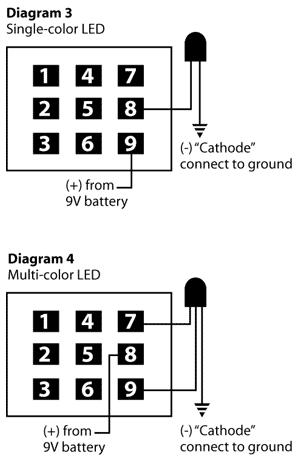 Diagram 3
Single-color LED
1 4 7
2 5 8
3 6 9
(-) “Cathode”
connect to ground
(+) from
9V battery
Diagram 4
Multi-color LED
1 4 7
2 5 8
3 6 9
(+) from
9V battery
(-) “Cathode”
connect to ground